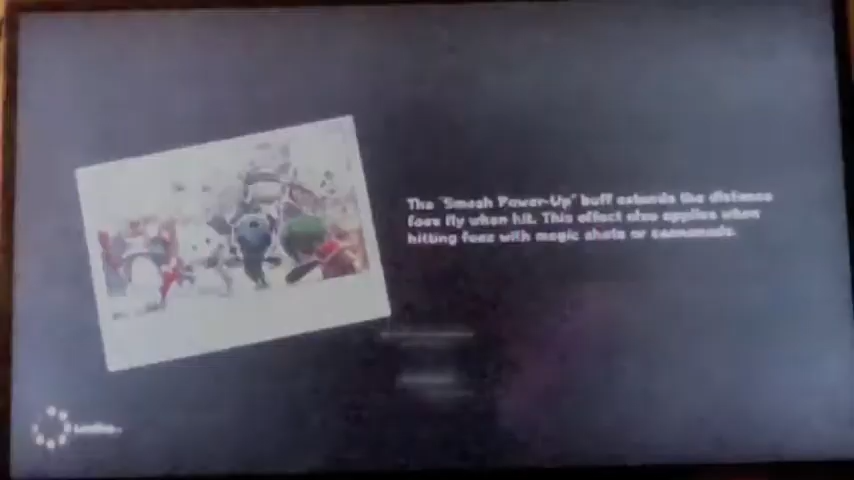 The "Smash Power-Up" buff extends the distance
foes fly when hit. This effect also applies when
hitting foes with magic shots or
Loading...